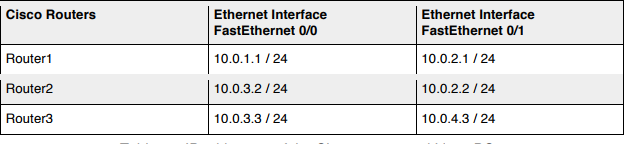 Cisco Routers
Ethernet Interface
FastEthernet 0/0
Ethernet Interface
FastEthernet 0/1
Router1
10.0.1.1 / 24
10.0.2.1 / 24
Router2
10.0.3.2 / 24
10.0.2.2 / 24
Router3
10.0.3.3 / 24
10.0.4.3 / 24